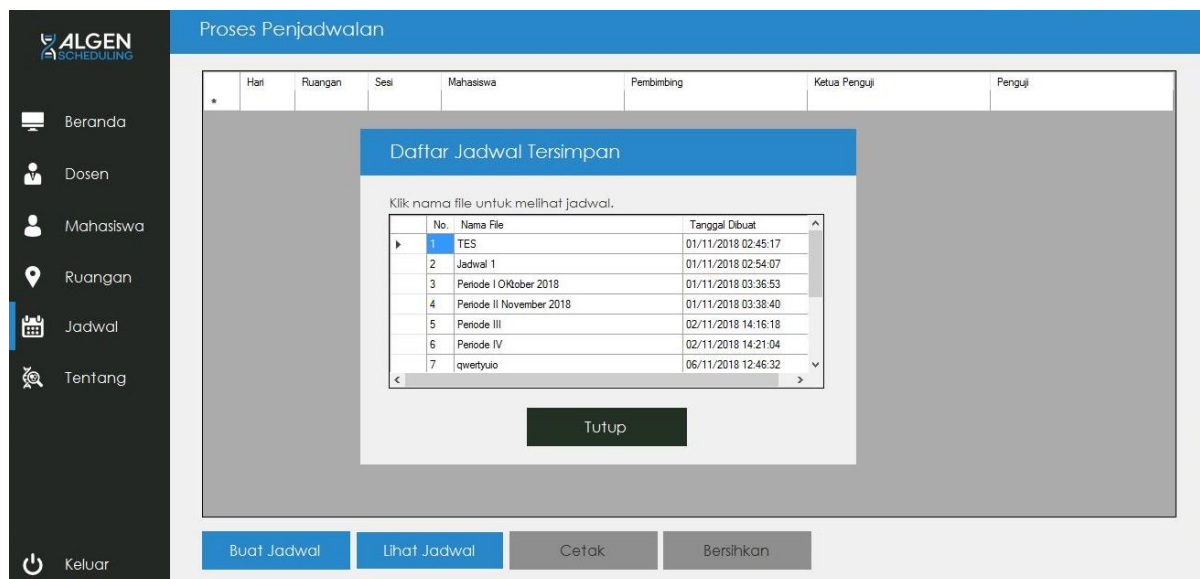 ALGEN
SCHEDULING
Proses Penjadwalan
Beranda
Dosen
Mahasiswa
Ruangan
Jadwal
Tentang
Keluar
Hari Ruangan Sesi Mahasiswa Pembimbing Ketua Penguji Penguji
*
Daftar Jadwal Tersimpan
Klik nama file untuk melihat jadwal.
No. Nama File Tanggal Dibuat
1 TES 01/11/2018 02:45:17
2 Jadwal 1 01/11/2018 02:54:07
3 Periode I OKtober 2018 01/11/2018 03:36:53
4 Periode II November 2018 01/11/2018 03:38:40
5 Periode III 02/11/2018 14:16:18
6 Periode IV 02/11/2018 14:21:04
7 qwertyuio 06/11/2018 12:46:32
Tutup
Buat Jadwal Lihat Jadwal Cetak Bersihkan